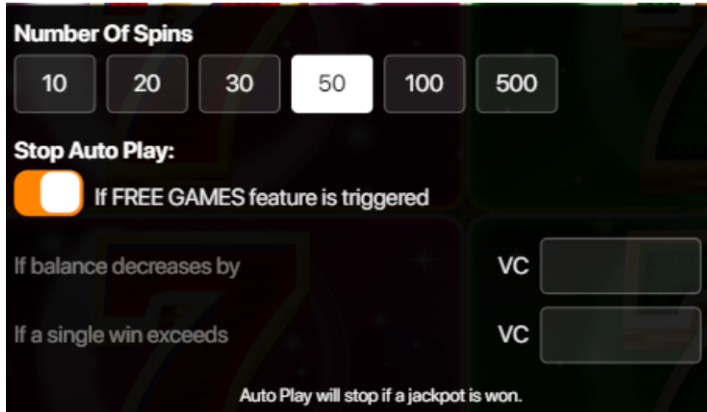 Number Of Spins
10 20 30 50 100 500
Stop Auto Play:
If FREE GAMES feature is triggered
If balance decreases by VC
If a single win exceeds VC
Auto Play will stop if a jackpot is won.